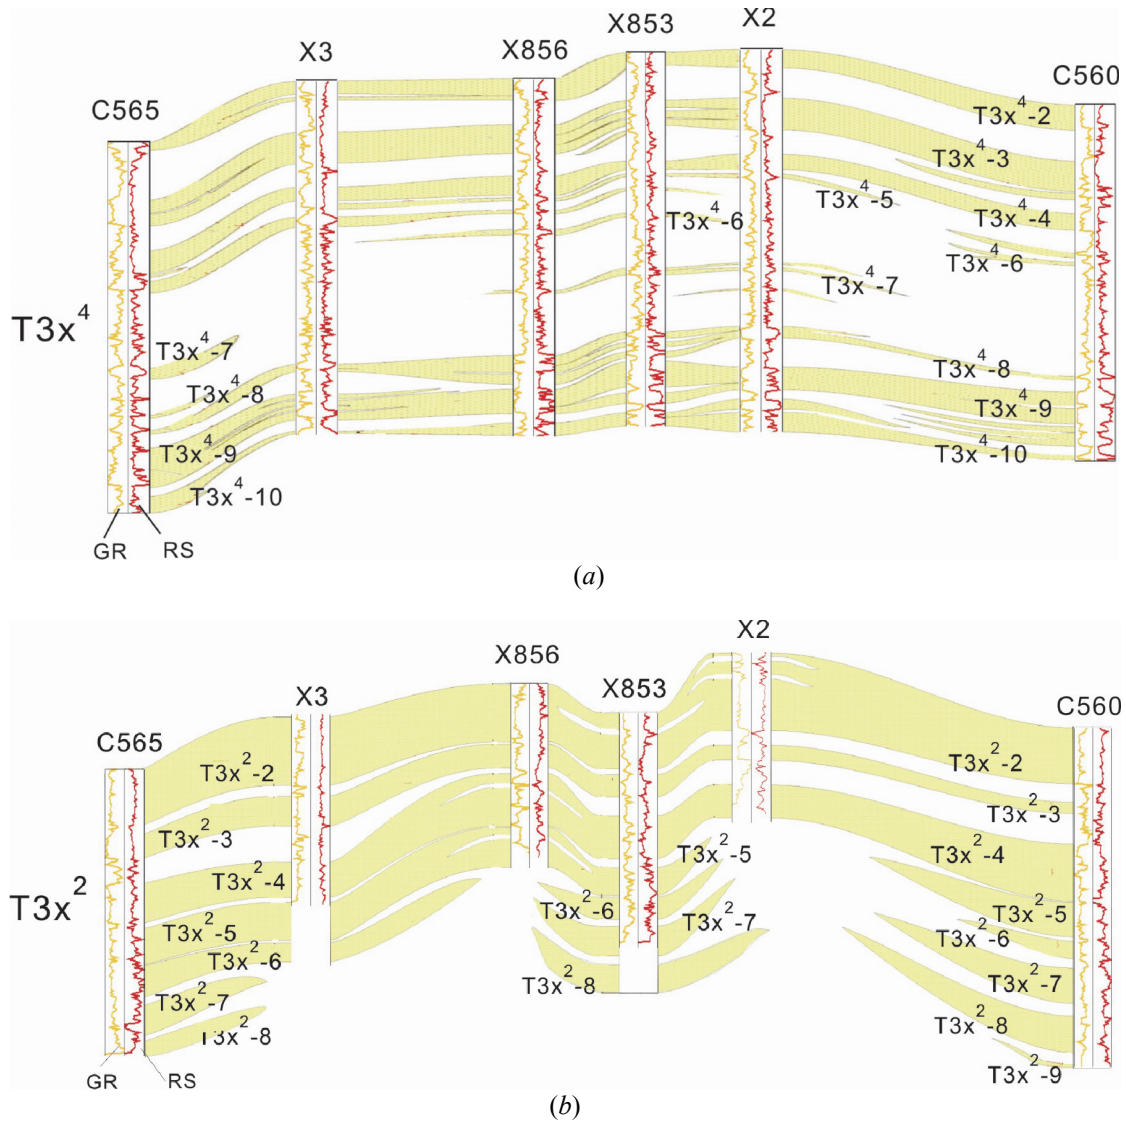 X853
X2
X3
X856
C560
C565
T3x⁴-2
T3x⁴-3
T3x⁴-5
T3x⁴-4
T3x⁴-6
T3x⁴-6
T3x⁴-7
T3x⁴
T3x⁴-7
T3x⁴-8
T3x⁴-8
T3x⁴-9
T3x⁴-9
T3x⁴-10
T3x⁴-10
GR
RS
(a)
X2
X856
X853
X3
C560
C565
T3x²-2
T3x²-2
T3x²-3
T3x²-3
T3x²-5
T3x²-4
T3x²-4
T3x²
T3x²-6
T3x²-5
T3x²-5
T3x²-7
T3x²-6
T3x²-6
T3x²-8
T3x²-7
T3x²-7
T3x²-8
T3x²-8
T3x²-9
GR
RS
(b)